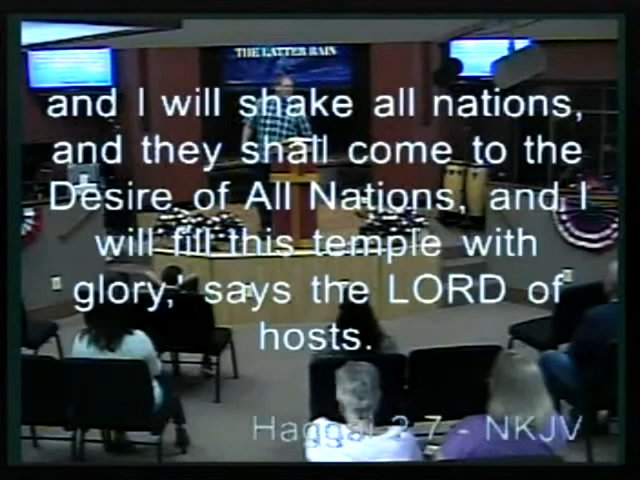 THE LATTER RAIN
and I will shake all nations,
and they shall come to the
Desire of All Nations, and I
will fill this temple with
glory,' says the LORD of
hosts.
Haggai 2:7 - NKJV